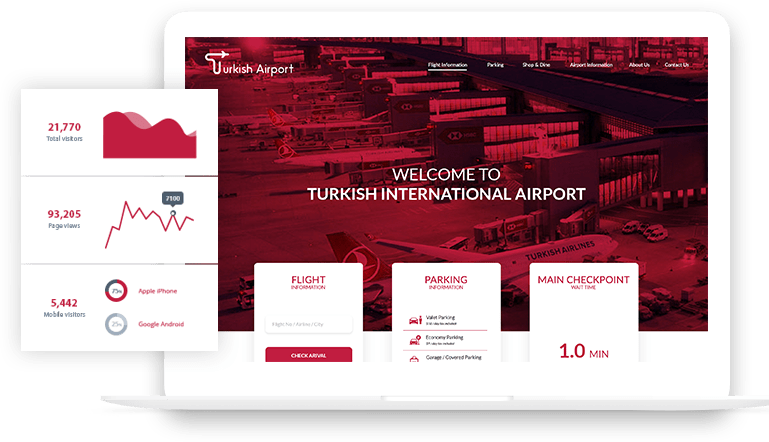 Turkish Airport
Flight Information
Parking
Shop & Dine
Airport Information
About Us
Contact Us
WELCOME TO
TURKISH INTERNATIONAL AIRPORT
TURKISH AIRLINES
21,770
Total visitors
7100
93,205
Page views
5,442
Mobile visitors
75%
Apple iPhone
25%
Google Android
FLIGHT
INFORMATION
Flight No / Airline / City
CHECK ARIVAL
PARKING
INFORMATION
Valet Parking
Economy Parking
Garage / Covered Parking
MAIN CHECKPOINT
WAIT TIME
1.0 MIN